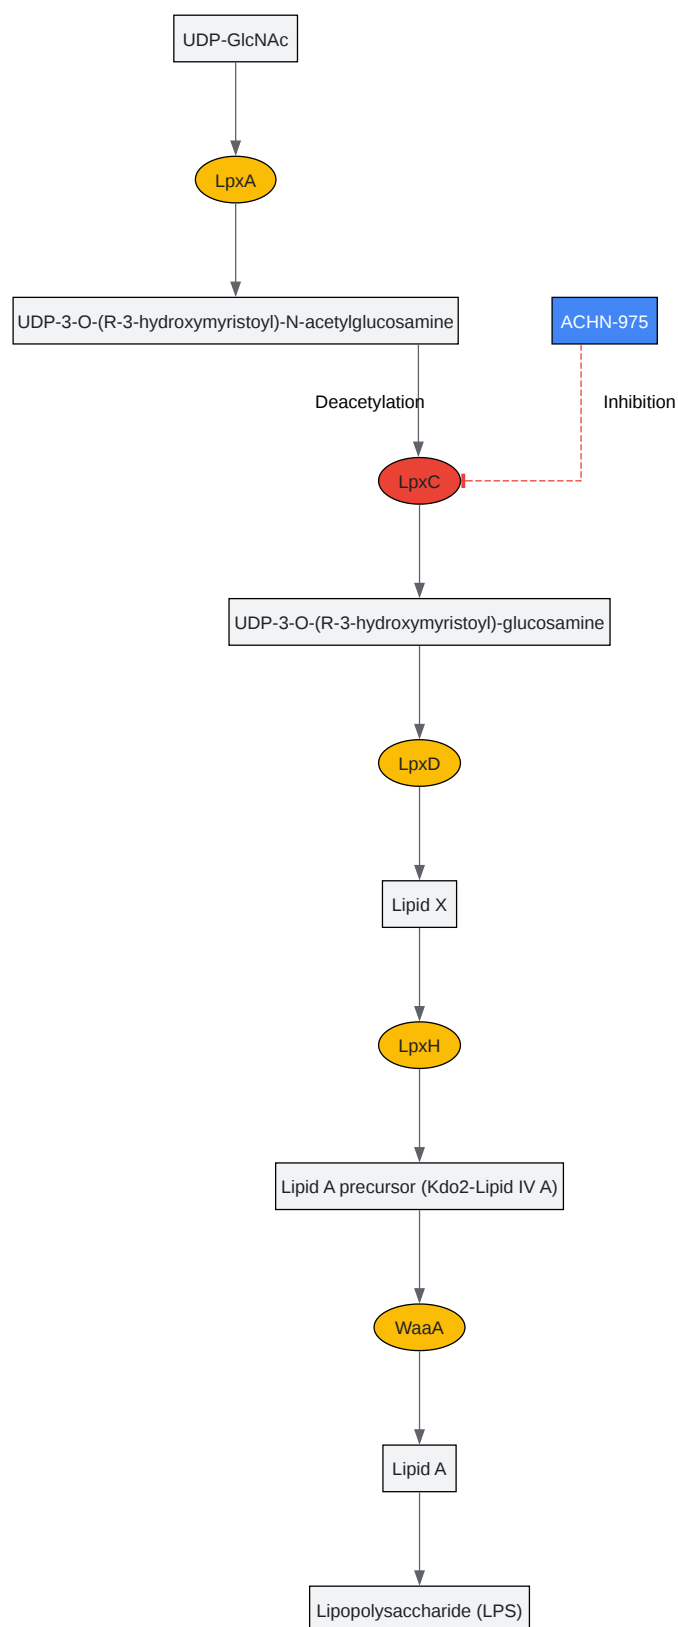 UDP-GlcNAc
LpxA
UDP-3-O-(R-3-hydroxymyristoyl)-N-acetylglucosamine
ACHN-975
Deacetylation
Inhibition
LpxC
UDP-3-O-(R-3-hydroxymyristoyl)-glucosamine
LpxD
Lipid X
LpxH
Lipid A precursor (Kdo2-Lipid IV A)
WaaA
Lipid A
Lipopolysaccharide (LPS)